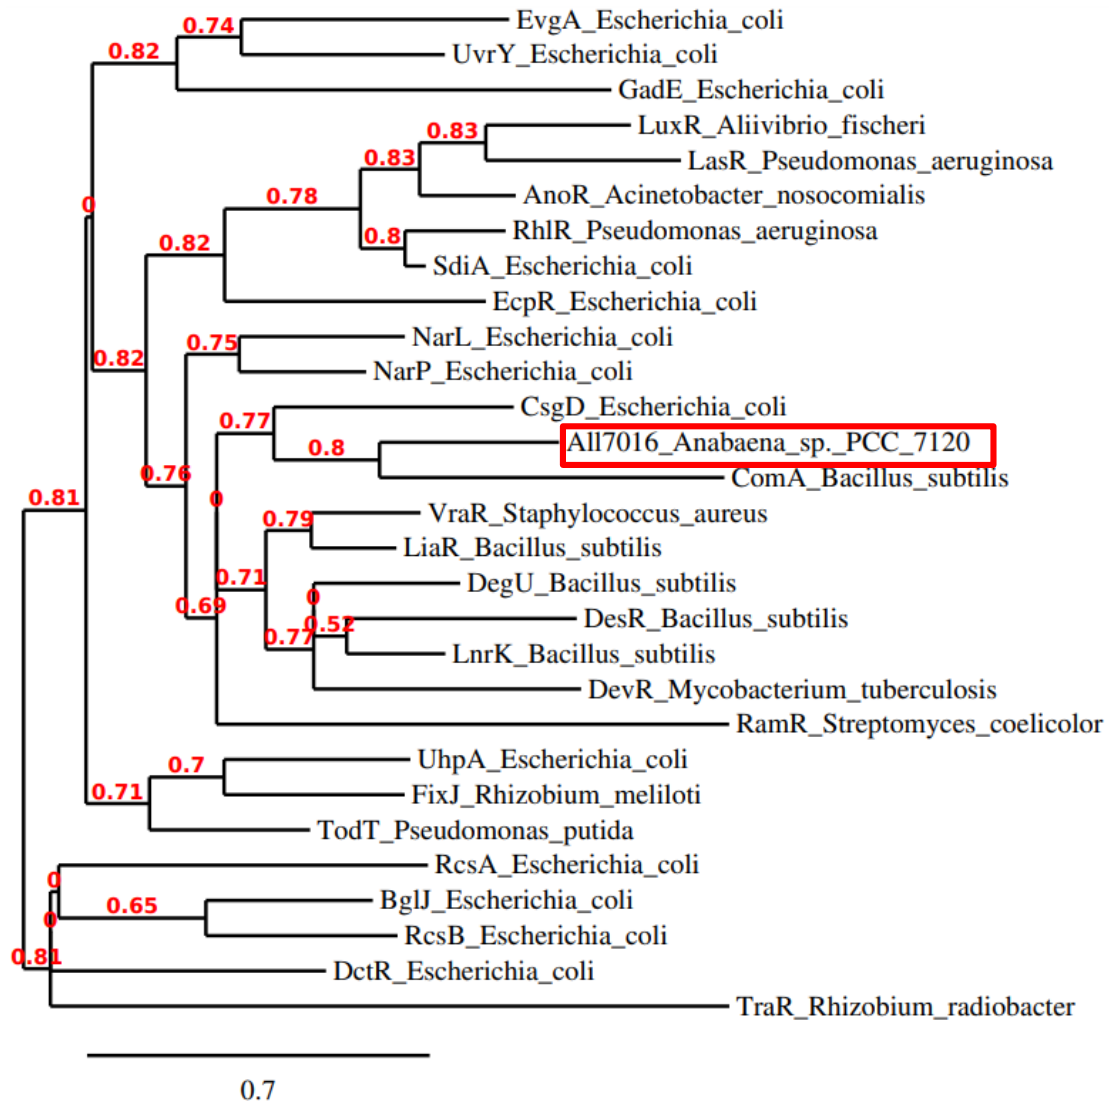 0.74
EvgA_Escherichia_coli
0.82
UvrY_Escherichia_coli
GadE_Escherichia_coli
0.83
LuxR_Aliivibrio_fischeri
0.83
LasR_Pseudomonas_aeruginosa
0.78
AnoR_Acinetobacter_nosocomialis
0
0.82
0.8
RhlR_Pseudomonas_aeruginosa
SdiA_Escherichia_coli
EcpR_Escherichia_coli
0.75
NarL_Escherichia_coli
0.82
NarP_Escherichia_coli
0.77
CsgD_Escherichia_coli
0.8
All7016_Anabaena_sp._PCC_7120
0.76
ComA_Bacillus_subtilis
0.81
0
0.79
VraR_Staphylococcus_aureus
LiaR_Bacillus_subtilis
0.71
DegU_Bacillus_subtilis
0.69
0
0.52
DesR_Bacillus_subtilis
0.77
LnrK_Bacillus_subtilis
DevR_Mycobacterium_tuberculosis
RamR_Streptomyces_coelicolor
0.7
UhpA_Escherichia_coli
0.71
FixJ_Rhizobium_meliloti
TodT_Pseudomonas_putida
0
RcsA_Escherichia_coli
0.65
BglJ_Escherichia_coli
0
RcsB_Escherichia_coli
0.81
DctR_Escherichia_coli
TraR_Rhizobium_radiobacter
0.7